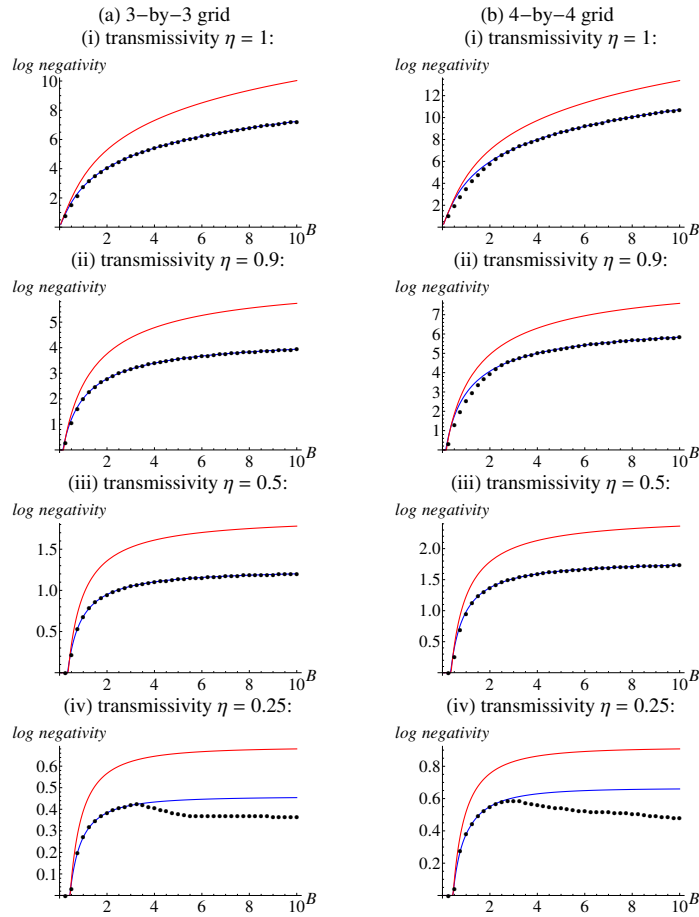 (a) 3−by−3 grid
(i) transmissivity η = 1:
log negativity
10
8
6
4
2
2 4 6 8 10 B
(ii) transmissivity η = 0.9:
log negativity
5
4
3
2
1
2 4 6 8 10 B
(iii) transmissivity η = 0.5:
log negativity
1.5
1.0
0.5
2 4 6 8 10 B
(iv) transmissivity η = 0.25:
log negativity
0.6
0.5
0.4
0.3
0.2
0.1
2 4 6 8 10 B
(b) 4−by−4 grid
(i) transmissivity η = 1:
log negativity
12
10
8
6
4
2
2 4 6 8 10 B
(ii) transmissivity η = 0.9:
log negativity
7
6
5
4
3
2
1
2 4 6 8 10 B
(iii) transmissivity η = 0.5:
log negativity
2.0
1.5
1.0
0.5
2 4 6 8 10 B
(iv) transmissivity η = 0.25:
log negativity
0.8
0.6
0.4
0.2
2 4 6 8 10 B